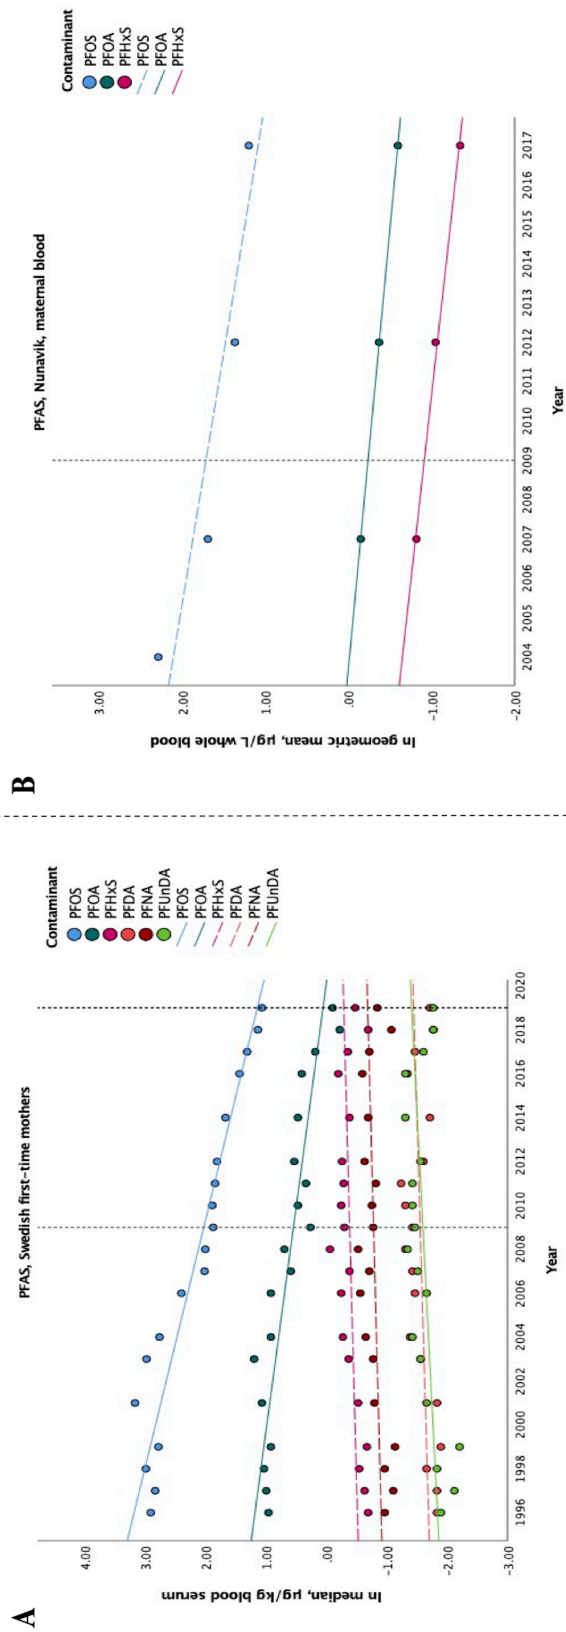 A
PFAS, Swedish first-time mothers
ln median, µg/kg blood serum
4.00
3.00
2.00
1.00
.00
-1.00
-2.00
-3.00
1996
1998
2000
2002
2004
2006
2008
2010
2012
2014
2016
2018
2020
Year
Contaminant
PFOS
PFOA
PFHxS
PFDA
PFNA
PFUnDA
PFOS
PFOA
PFHxS
PFDA
PFNA
PFUnDA
B
PFAS, Nunavik, maternal blood
ln geometric mean, µg/L whole blood
3.00
2.00
1.00
.00
-1.00
-2.00
2004
2005
2006
2007
2008
2009
2010
2011
2012
2013
2014
2015
2016
2017
Year
Contaminant
PFOS
PFOA
PFHxS
PFOS
PFOA
PFHxS